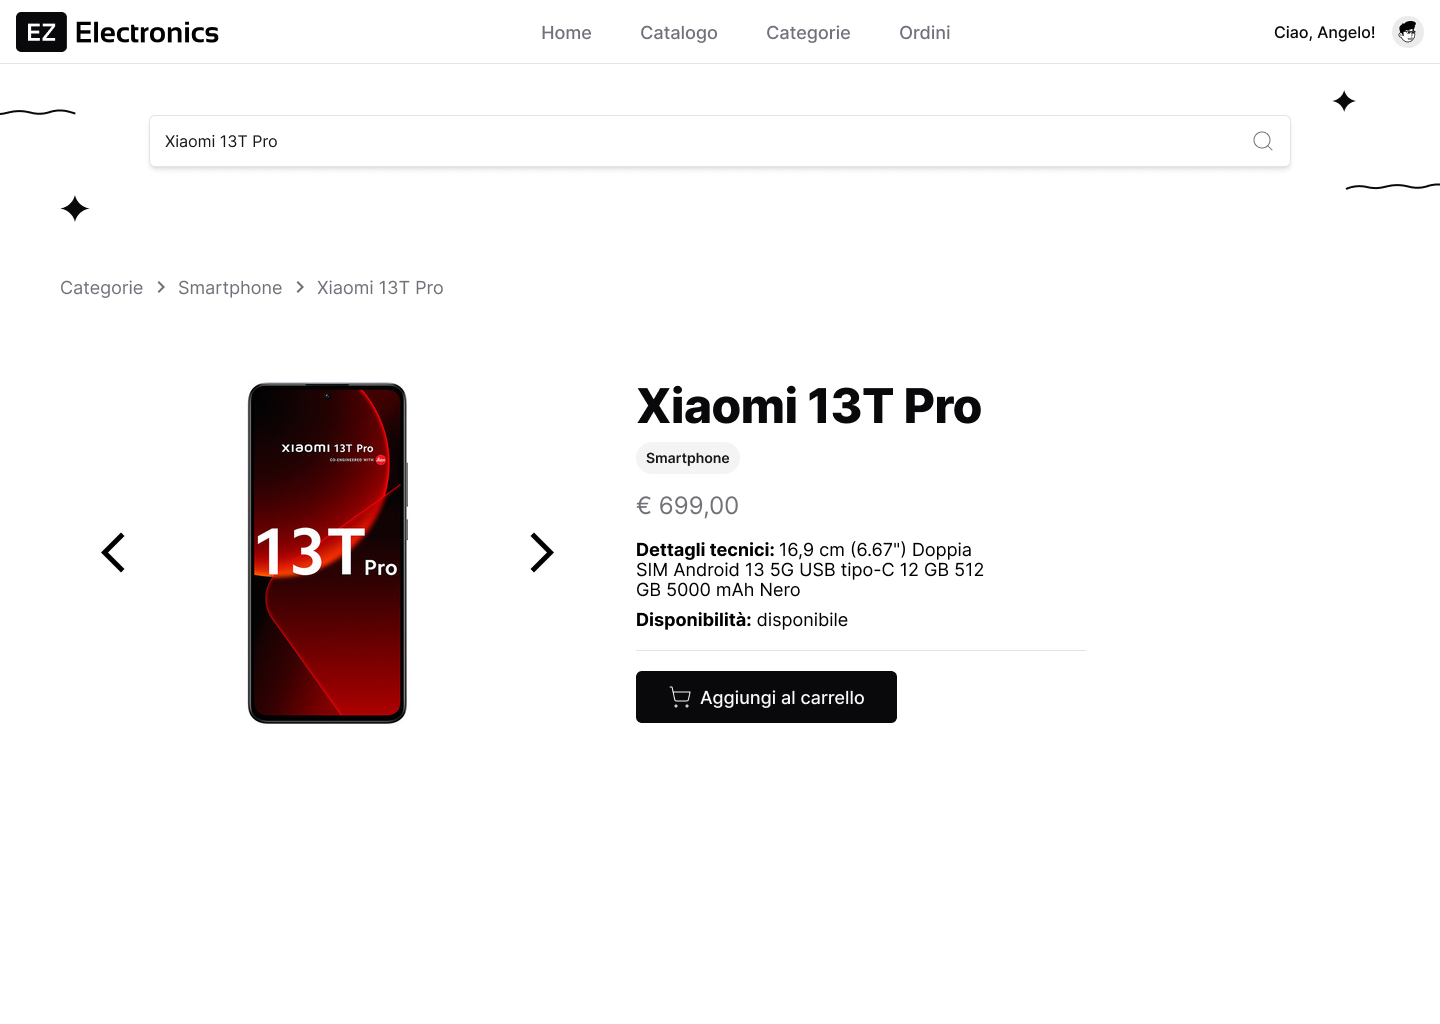 EZ Electronics
Home Catalogo Categorie Ordini
Ciao, Angelo!
Xiaomi 13T Pro
Categorie > Smartphone > Xiaomi 13T Pro
xiaomi 13T Pro
CO-ENGINEERED WITH Leica
13T Pro
Xiaomi 13T Pro
Smartphone
€ 699,00
Dettagli tecnici: 16,9 cm (6.67") Doppia
SIM Android 13 5G USB tipo-C 12 GB 512
GB 5000 mAh Nero
Disponibilità: disponibile
Aggiungi al carrello